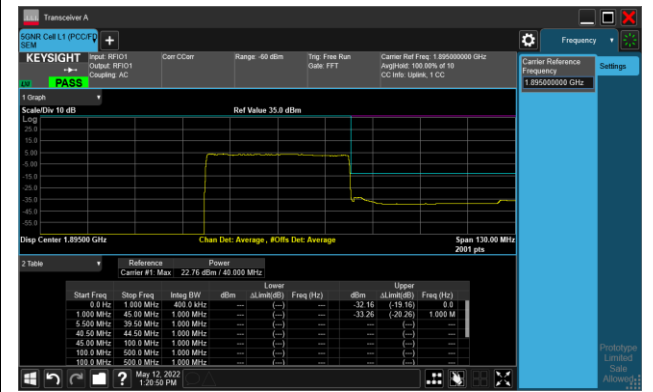 Transceiver A
5GNR Cell L1 (PCC/FD
SEM
KEYSIGHT
Input: RFIO1
Output: RFIO1
Coupling: AC
Corr CCorr
Range: -60 dBm
Trig: Free Run
Gate: FFT
Carrier Ref Freq: 1.895000000 GHz
Avg|Hold: 100.00% of 10
CC Info: Uplink, 1 CC
PASS
Frequency
Carrier Reference
Frequency
1.895000000 GHz
Settings
1 Graph
Scale/Div 10 dB
Ref Value 35.0 dBm
Log
25.0
15.0
5.00
-5.00
-15.0
-25.0
-35.0
-45.0
-55.0
Disp Center 1.89500 GHz
Chan Det: Average , #Offs Det: Average
Span 130.00 MHz
2001 pts
2 Table
Reference Power
Carrier #1: Max 22.76 dBm / 40.000 MHz
Lower Upper
Start Freq Stop Freq Integ BW dBm ΔLimit(dB) Freq (Hz) dBm ΔLimit(dB) Freq (Hz)
0.0 Hz 1.000 MHz 400.0 kHz --- (---) --- -32.16 (-19.16) 0.0
1.000 MHz 45.00 MHz 1.000 MHz --- (---) --- -33.26 (-20.26) 1.000 M
5.500 MHz 39.50 MHz 1.000 MHz --- (---) --- --- (---) ---
40.50 MHz 44.50 MHz 1.000 MHz --- (---) --- --- (---) ---
45.00 MHz 100.0 MHz 1.000 MHz --- (---) --- --- (---) ---
100.0 MHz 500.0 MHz 1.000 MHz --- (---) --- --- (---) ---
100.0 MHz 500.0 MHz 1.000 MHz --- (---) --- --- (---) ---
May 12, 2022
1:20:50 PM
Prototype
Limited
Sale
Allowed